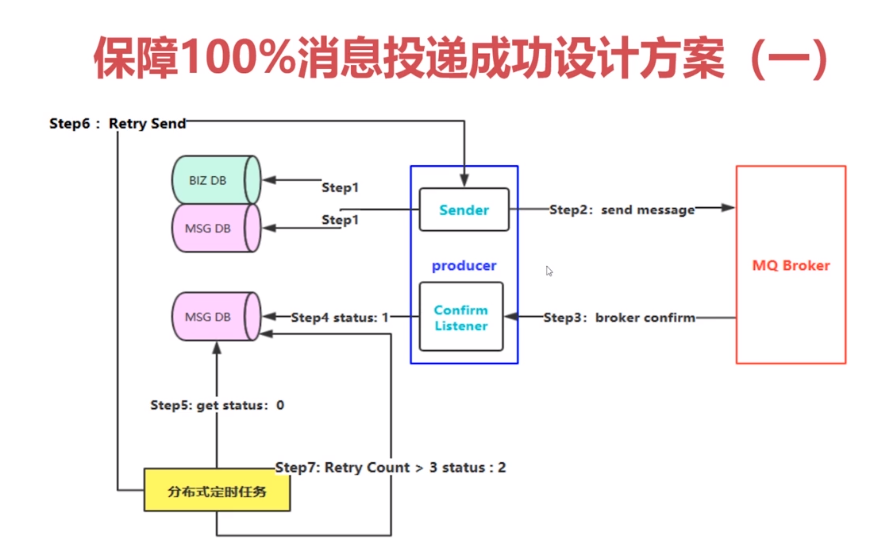 保障100%消息投递成功设计方案（一）
Step6： Retry Send
BIZ DB
Step1
MSG DB
Step1
Sender
Step2：send message
producer
MQ Broker
MSG DB
Step4 status: 1
Confirm
Listener
Step3：broker confirm
Step5: get status：0
Step7: Retry Count > 3 status : 2
分布式定时任务